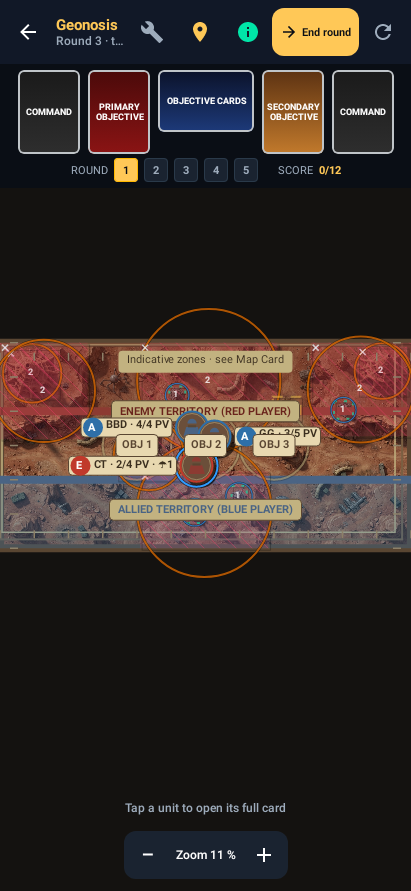 Geonosis
Round 3 · t…
End round
COMMAND
PRIMARY
OBJECTIVE
OBJECTIVE CARDS
SECONDARY
OBJECTIVE
COMMAND
ROUND 1 2 3 4 5 SCORE 0/12
Indicative zones · see Map Card
2
2
2
2
2
1
1
ENEMY TERRITORY (RED PLAYER)
A BBD · 4/4 PV
A GG · 3/5 PV
OBJ 1
OBJ 2
OBJ 3
E CT · 2/4 PV · ☂1
1
ALLIED TERRITORY (BLUE PLAYER)
Tap a unit to open its full card
− Zoom 11 % +